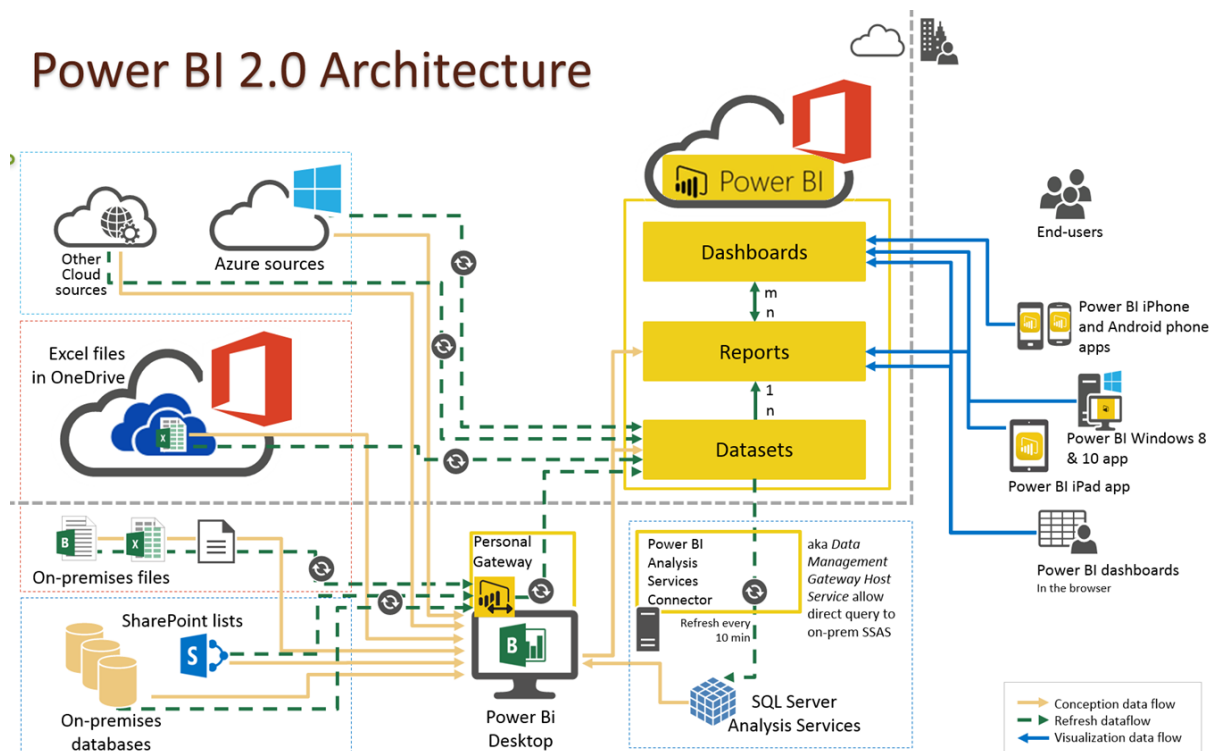 Power BI 2.0 Architecture
Power BI
Other
Cloud
sources
Azure sources
Dashboards
m
n
Reports
1
n
Datasets
End-users
Power BI iPhone
and Android phone
apps
Power BI Windows 8
& 10 app
Power BI iPad app
Power BI dashboards
In the browser
Excel files
in OneDrive
X
B
X
On-premises files
SharePoint lists
S
On-premises
databases
Personal
Gateway
B
Power Bi
Desktop
Power BI
Analysis
Services
Connector
Refresh every
10 min
aka Data
Management
Gateway Host
Service allow
direct query to
on-prem SSAS
SQL Server
Analysis Services
Conception data flow
Refresh dataflow
Visualization data flow